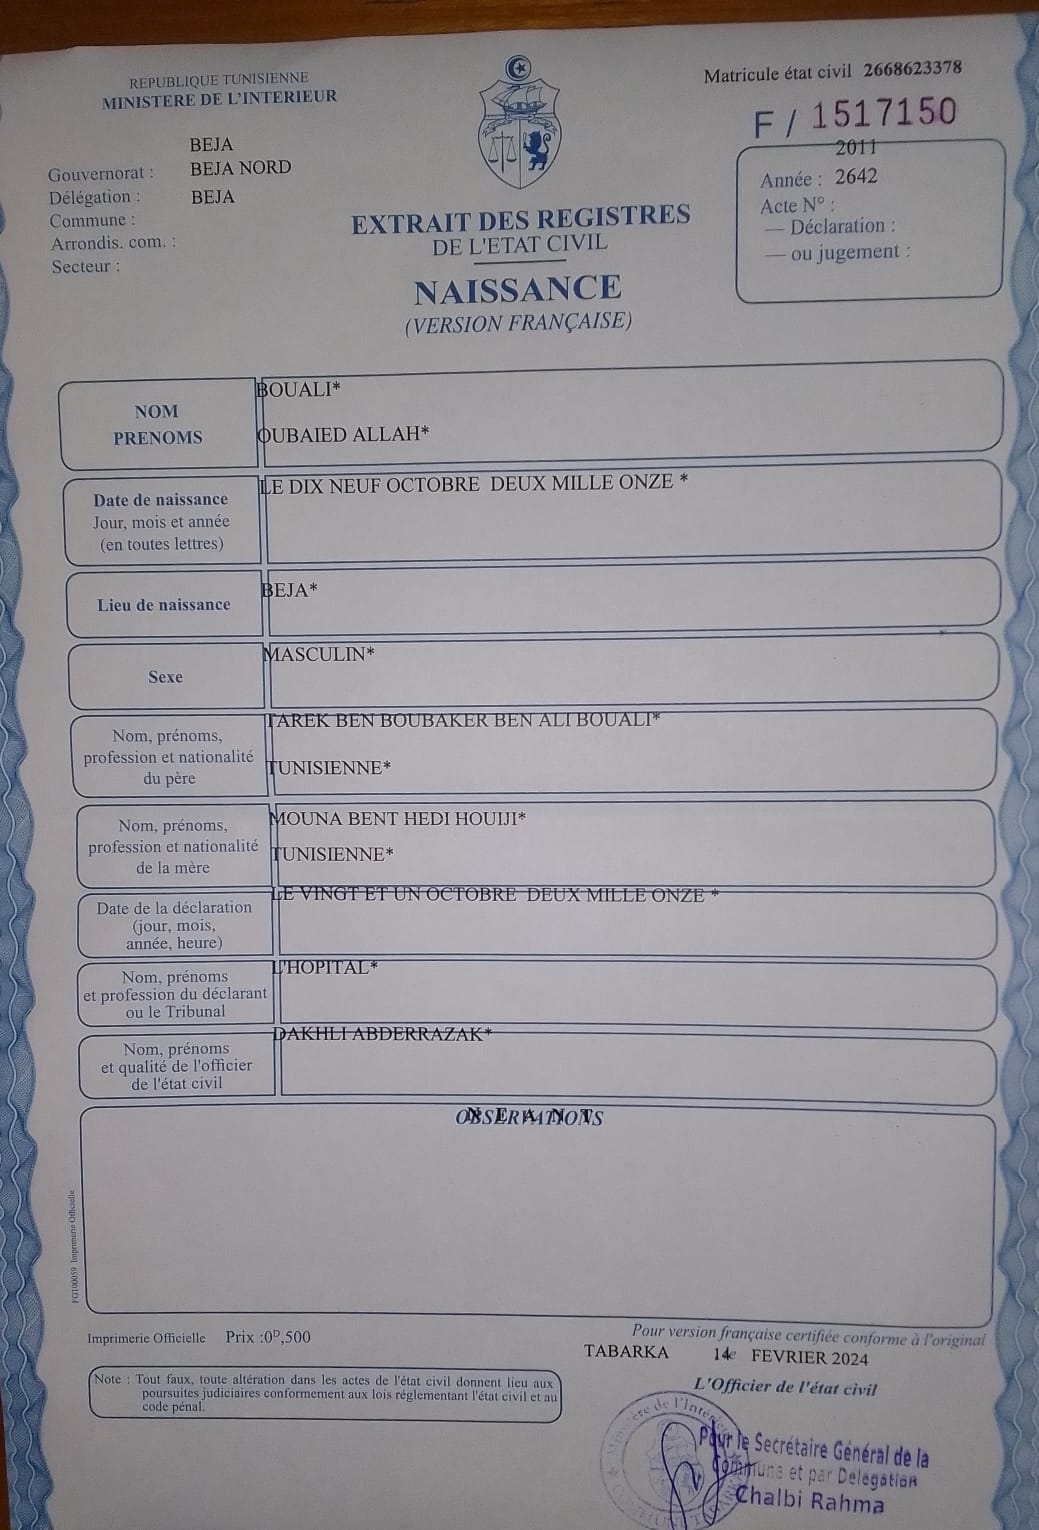 REPUBLIQUE TUNISIENNE
MINISTERE DE L'INTERIEUR
Matricule état civil 2668623378
F / 1517150
BEJA
Gouvernorat : BEJA NORD
Délégation : BEJA
Commune :
Arrondis. com. :
Secteur :
2011
Année : 2642
Acte N° :
— Déclaration :
— ou jugement :
EXTRAIT DES REGISTRES
DE L'ETAT CIVIL
NAISSANCE
(VERSION FRANÇAISE)
NOM
PRENOMS
BOUALI*
OUBAIED ALLAH*
Date de naissance
Jour, mois et année
(en toutes lettres)
LE DIX NEUF OCTOBRE DEUX MILLE ONZE *
Lieu de naissance
BEJA*
Sexe
MASCULIN*
Nom, prénoms,
profession et nationalité
du père
TAREK BEN BOUBAKER BEN ALI BOUALI*
TUNISIENNE*
Nom, prénoms,
profession et nationalité
de la mère
MOUNA BENT HEDI HOUIJI*
TUNISIENNE*
Date de la déclaration
(jour, mois,
année, heure)
LE VINGT ET UN OCTOBRE DEUX MILLE ONZE *
Nom, prénoms
et profession du déclarant
ou le Tribunal
L'HOPITAL*
Nom, prénoms
et qualité de l'officier
de l'état civil
DAKHLI ABDERRAZAK*
OBSERVATIONS
N E A N T
FG100059 Imprimerie Officielle
Imprimerie Officielle Prix :0ᴰ,500
Pour version française certifiée conforme à l'original
TABARKA 14 FEVRIER 2024
Note : Tout faux, toute altération dans les actes de l'état civil donnent lieu aux
poursuites judiciaires conformement aux lois réglementant l'état civil et au
code pénal.
L'Officier de l'état civil
Ministère de l'Intérieur
Pour le Secrétaire Général de la
Commune et par Délégation
Chalbi Rahma